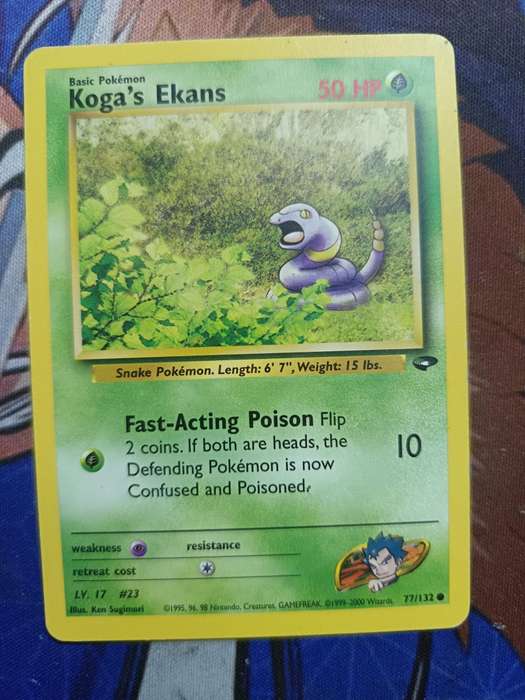 Basic Pokémon
Koga's Ekans 50 HP
Snake Pokémon. Length: 6' 7", Weight: 15 lbs.
Fast-Acting Poison Flip
2 coins. If both are heads, the
Defending Pokémon is now
Confused and Poisoned.
10
weakness resistance
retreat cost
LV. 17 #23
Illus. Ken Sugimori ©1995, 96, 98 Nintendo, Creatures, GAMEFREAK. ©1999-2000 Wizards. 77/132